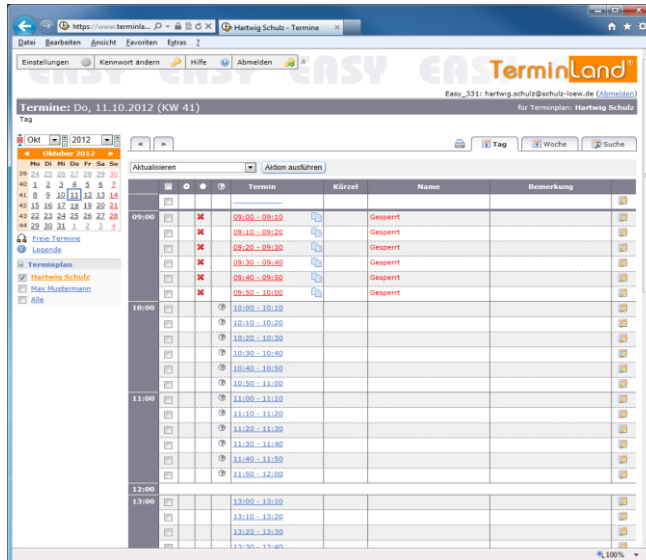 https://www.terminla...
Hartwig Schulz - Termine
Datei Bearbeiten Ansicht Favoriten Extras ?
Einstellungen Kennwort ändern Hilfe Abmelden
EASY EASY EASY EASY
TerminLand®
Easy_331: hartwig.schulz@schulz-loew.de (Abmelden)
Termine: Do, 11.10.2012 (KW 41)
für Terminplan: Hartwig Schulz
Tag
Okt 2012
« »
Tag Woche Suche
Oktober 2012
Mo Di Mi Do Fr Sa So
39 24 25 26 27 28 29 30
40 1 2 3 4 5 6 7
41 8 9 10 11 12 13 14
42 15 16 17 18 19 20 21
43 22 23 24 25 26 27 28
44 29 30 31 1 2 3 4
Freie Termine
Legende
Terminplan
Hartwig Schulz
Max Mustermann
Alle
Aktualisieren Aktion ausführen
Termin Kürzel Name Bemerkung
09:00 09:00 - 09:10 Gesperrt
09:10 - 09:20 Gesperrt
09:20 - 09:30 Gesperrt
09:30 - 09:40 Gesperrt
09:40 - 09:50 Gesperrt
09:50 - 10:00 Gesperrt
10:00 10:00 - 10:10
10:10 - 10:20
10:20 - 10:30
10:30 - 10:40
10:40 - 10:50
10:50 - 11:00
11:00 11:00 - 11:10
11:10 - 11:20
11:20 - 11:30
11:30 - 11:40
11:40 - 11:50
11:50 - 12:00
12:00
13:00 13:00 - 13:10
13:10 - 13:20
13:20 - 13:30
13:30 - 13:40
100%